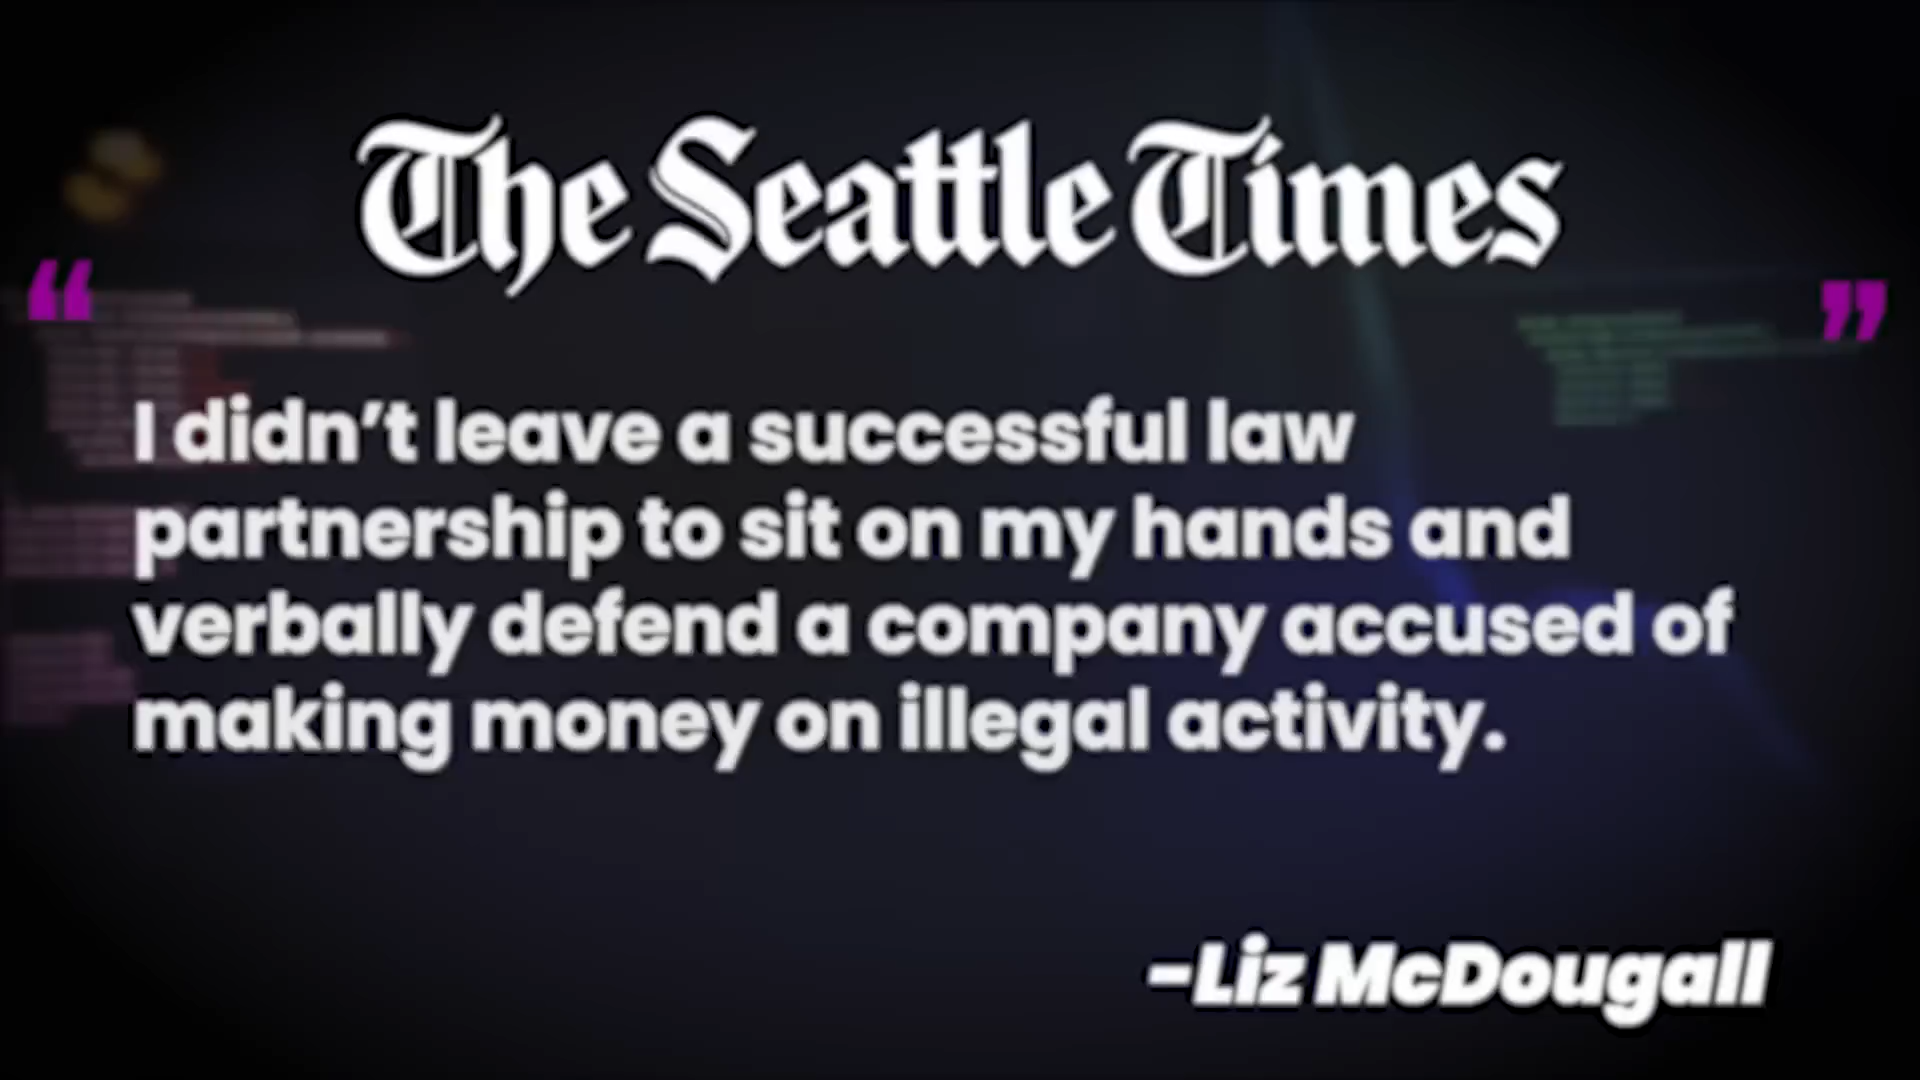 The Seattle Times
“ ”
I didn’t leave a successful law
partnership to sit on my hands and
verbally defend a company accused of
making money on illegal activity.
-Liz McDougall